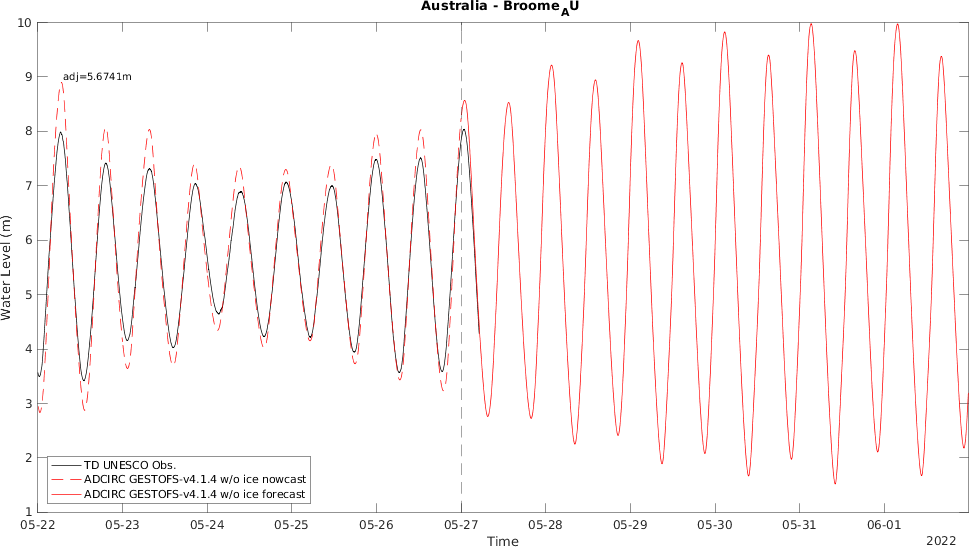 Australia - Broome_AU
adj=5.6741m
10
9
8
7
6
5
4
3
2
1
Water Level (m)
TD UNESCO Obs.
ADCIRC GESTOFS-v4.1.4 w/o ice nowcast
ADCIRC GESTOFS-v4.1.4 w/o ice forecast
05-22 05-23 05-24 05-25 05-26 05-27 05-28 05-29 05-30 05-31 06-01
Time
2022